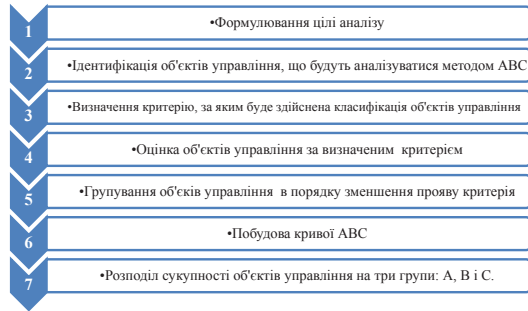 1
•Формулювання цілі аналізу
2
•Ідентифікація об'єктів управління, що будуть аналізуватися методом АВС
3
•Визначення критерію, за яким буде здійснена класифікація об'єктів управління
4
•Оцінка об'єктів управління за визначеним критерієм
5
•Групування об'єків управління в порядку зменшення прояву критерія
6
•Побудова кривої АВС
7
•Розподіл сукупності об'єктів управління на три групи: А, В і С.